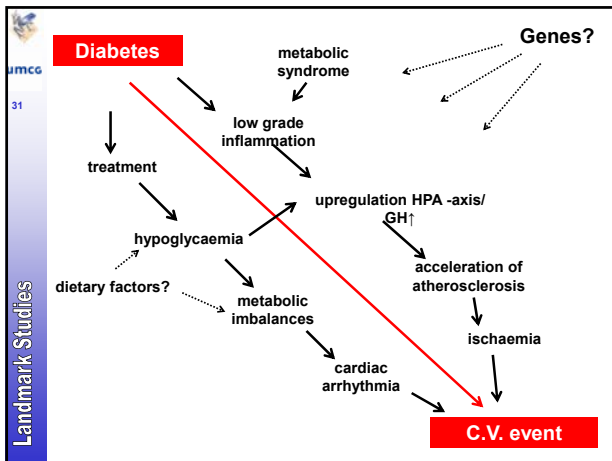 Diabetes
Genes?
metabolic
syndrome
umcg
31
low grade
inflammation
treatment
upregulation HPA -axis/
GH↑
hypoglycaemia
acceleration of
atherosclerosis
dietary factors?
metabolic
imbalances
ischaemia
cardiac
arrhythmia
C.V. event
Landmark Studies